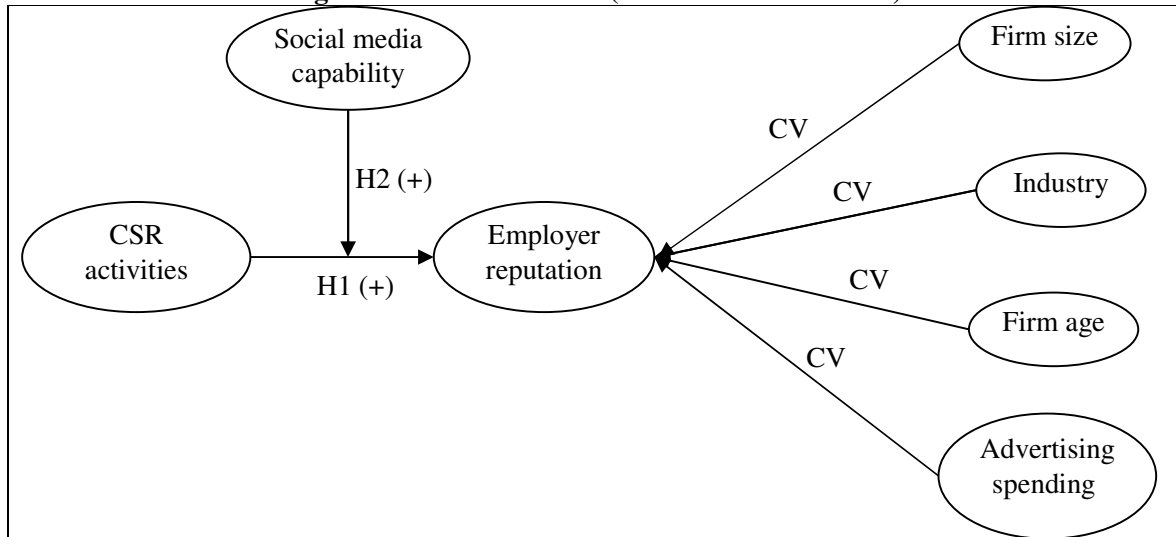 Social media
capability
Firm size
CV
H2 (+)
CV
Industry
CSR
activities
Employer
reputation
H1 (+)
CV
Firm age
CV
Advertising
spending